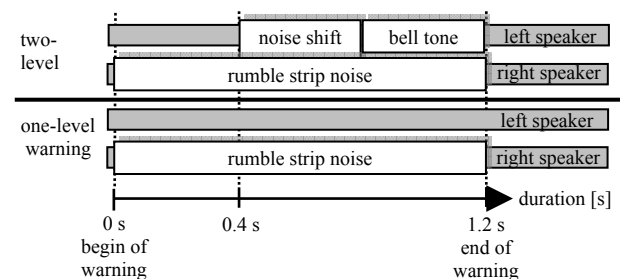 two-level
noise shift
bell tone
left speaker
rumble strip noise
right speaker
one-level
warning
left speaker
rumble strip noise
right speaker
duration [s]
0 s
0.4 s
1.2 s
begin of
warning
end of
warning